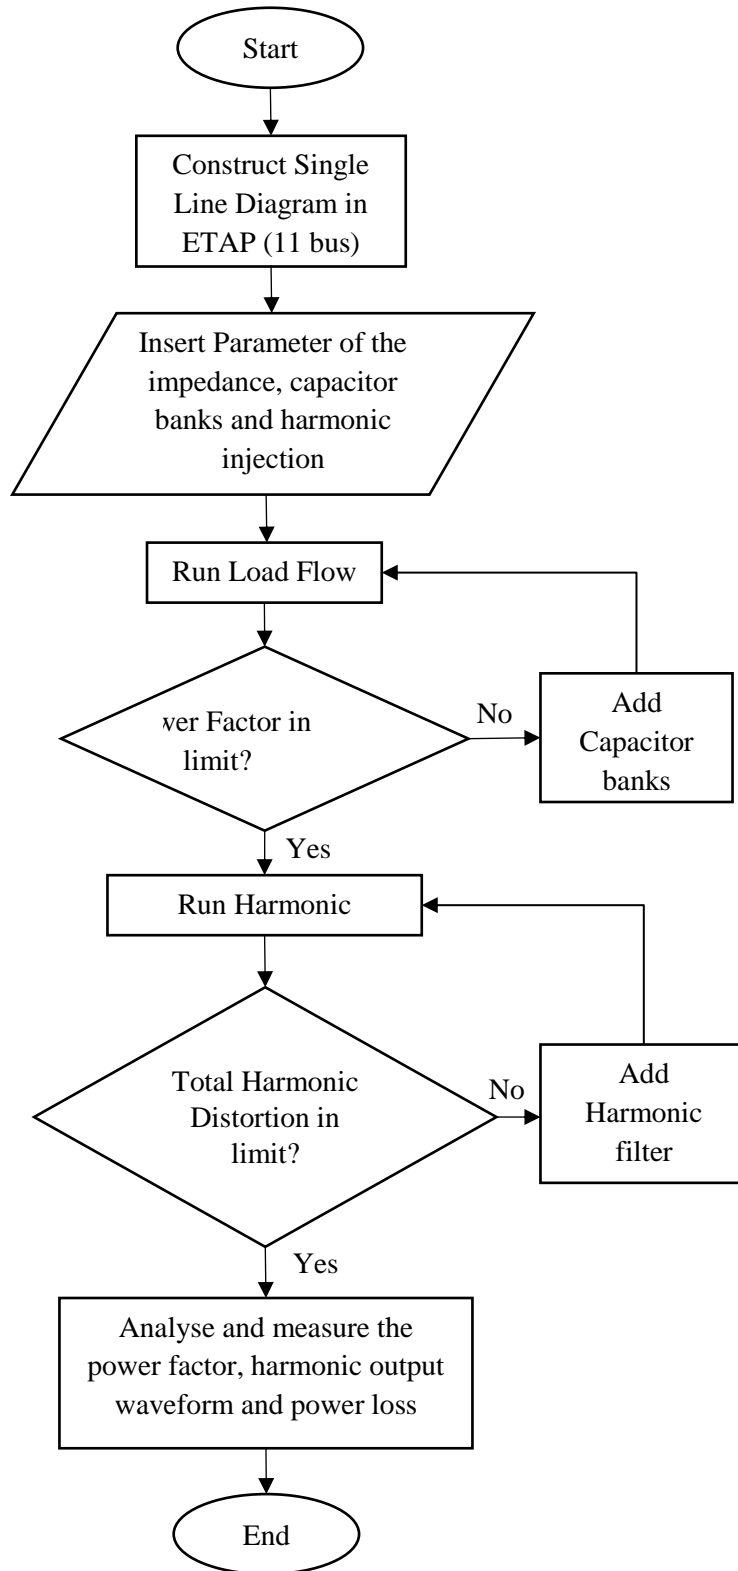 Start
Construct Single
Line Diagram in
ETAP (11 bus)
Insert Parameter of the
impedance, capacitor
banks and harmonic
injection
Run Load Flow
Factor in
limit?
No
Add
Capacitor
banks
Yes
Run Harmonic
Total Harmonic
Distortion in
limit?
No
Add
Harmonic
filter
Yes
Analyse and measure the
power factor, harmonic output
waveform and power loss
End